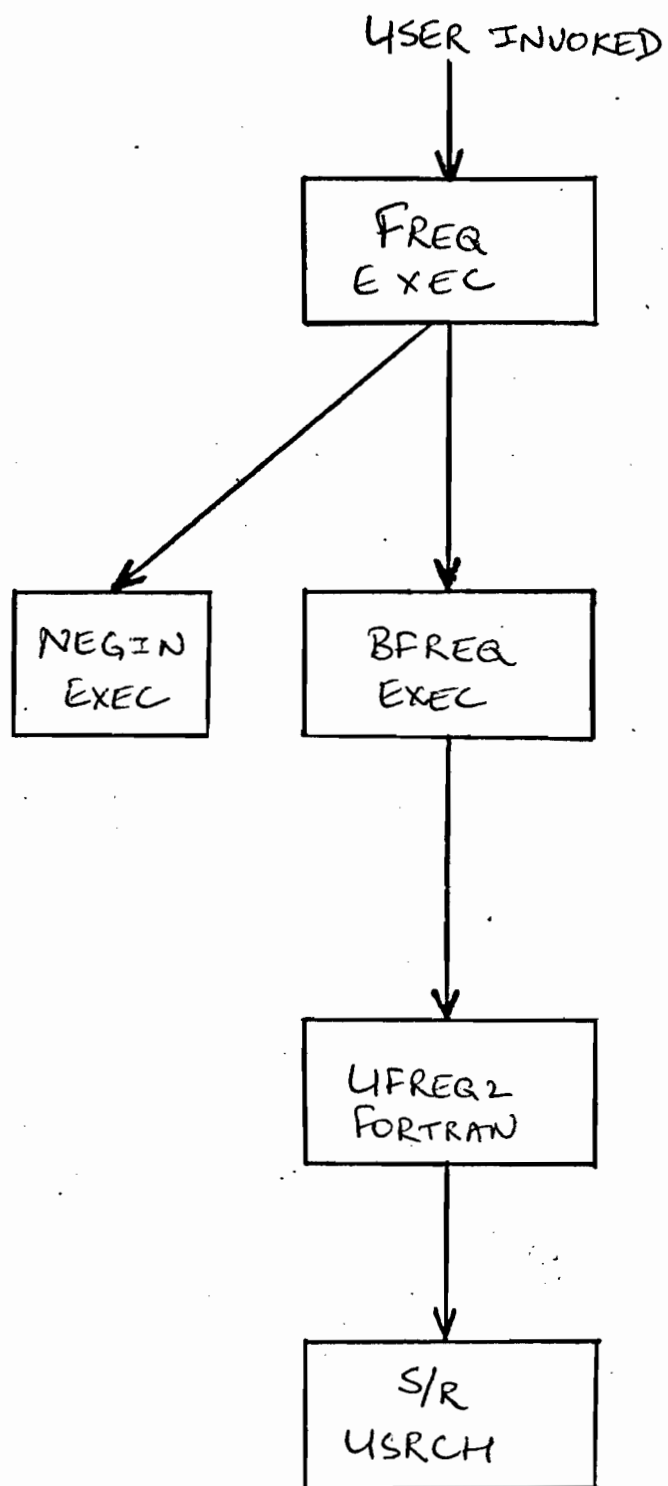 USER INVOKED
FREQ
EXEC
NEGIN
EXEC
BFREQ
EXEC
UFREQ2
FORTRAN
S/R
USRCH